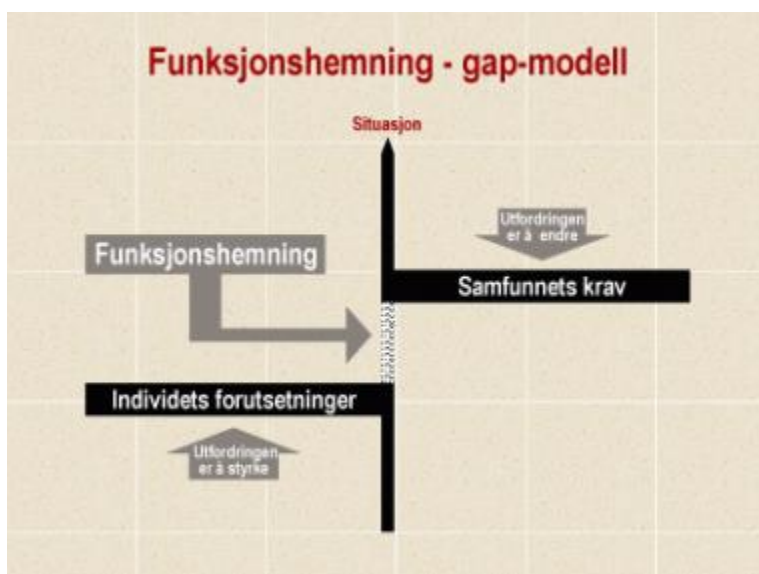 Funksjonshemning - gap-modell
Situasjon
Utfordringen
er å endre
Funksjonshemning
Samfunnets krav
Individets forutsetninger
Utfordringen
er å styrke